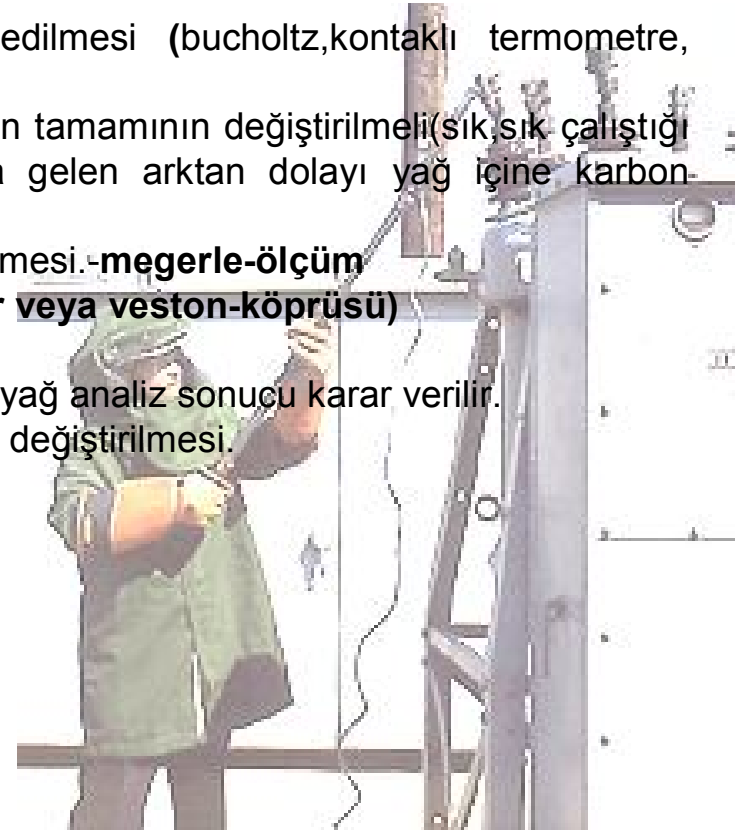 edilmesi (bucholtz,kontaklı termometre,
n tamamının değiştirilmeli(sık,sık çalıştığı
gelen arktan dolayı yağ içine karbon
mesi.-megerle-ölçüm
veya veston-köprüsü)
yağ analiz sonucu karar verilir.
değiştirilmesi.